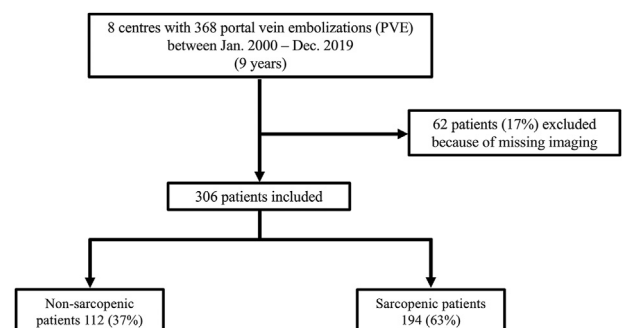 8 centres with 368 portal vein embolizations (PVE)
between Jan. 2000 – Dec. 2019
(9 years)
62 patients (17%) excluded
because of missing imaging
306 patients included
Non-sarcopenic
patients 112 (37%)
Sarcopenic patients
194 (63%)